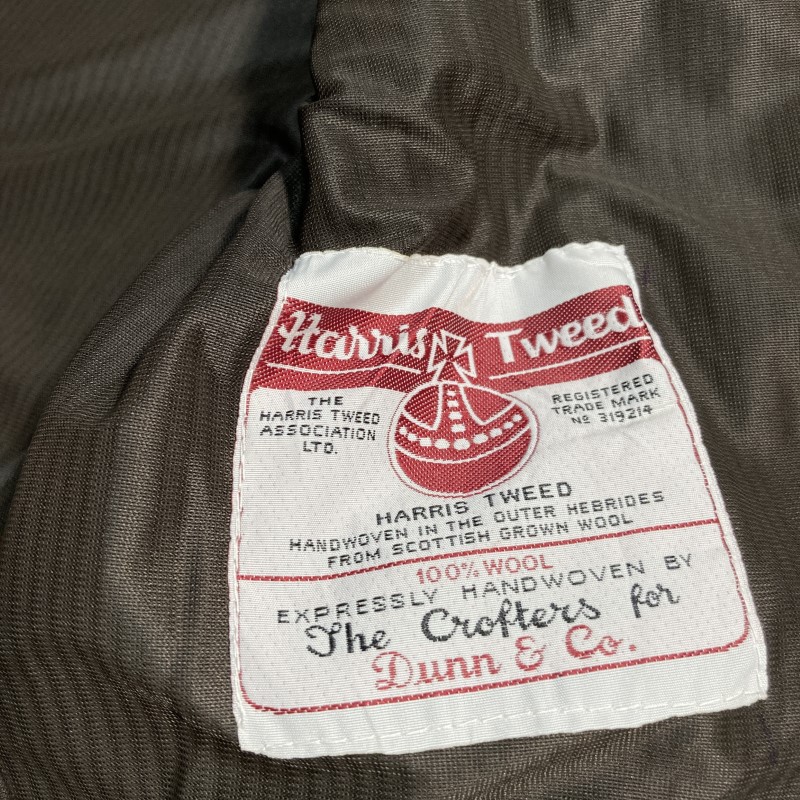 Harris Tweed
THE
HARRIS TWEED
ASSOCIATION
LTD.
REGISTERED
TRADE MARK
Nº 319214
HARRIS TWEED
HANDWOVEN IN THE OUTER HEBRIDES
FROM SCOTTISH GROWN WOOL
100% WOOL
EXPRESSLY HANDWOVEN BY
The Crofters for
Dunn & Co.